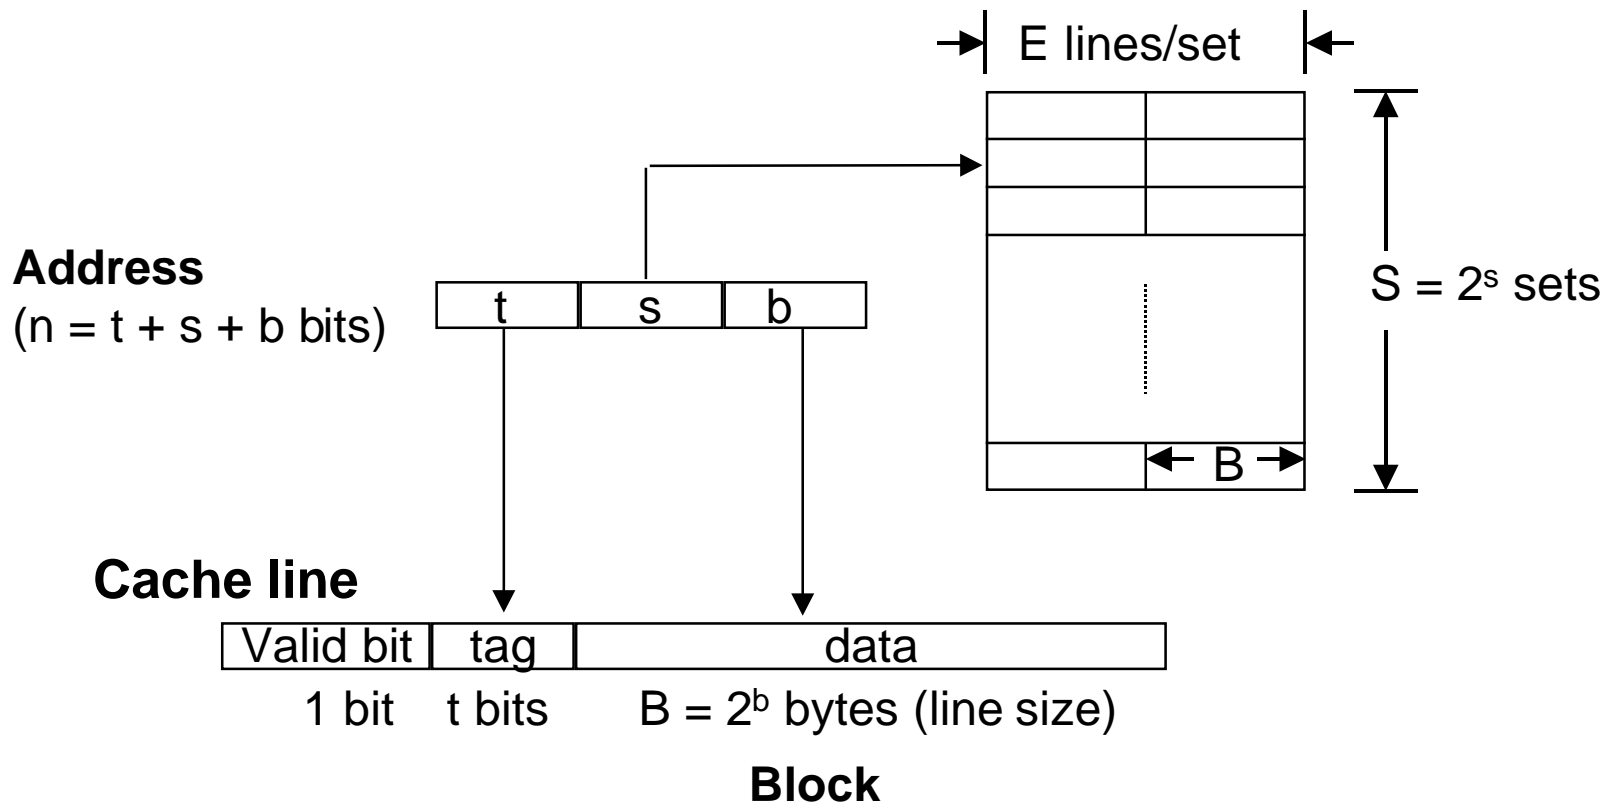 E lines/set
Address
(n = t + s + b bits)
t s b
S = 2ˢ sets
B
Cache line
Valid bit tag data
1 bit t bits B = 2ᵇ bytes (line size)
Block